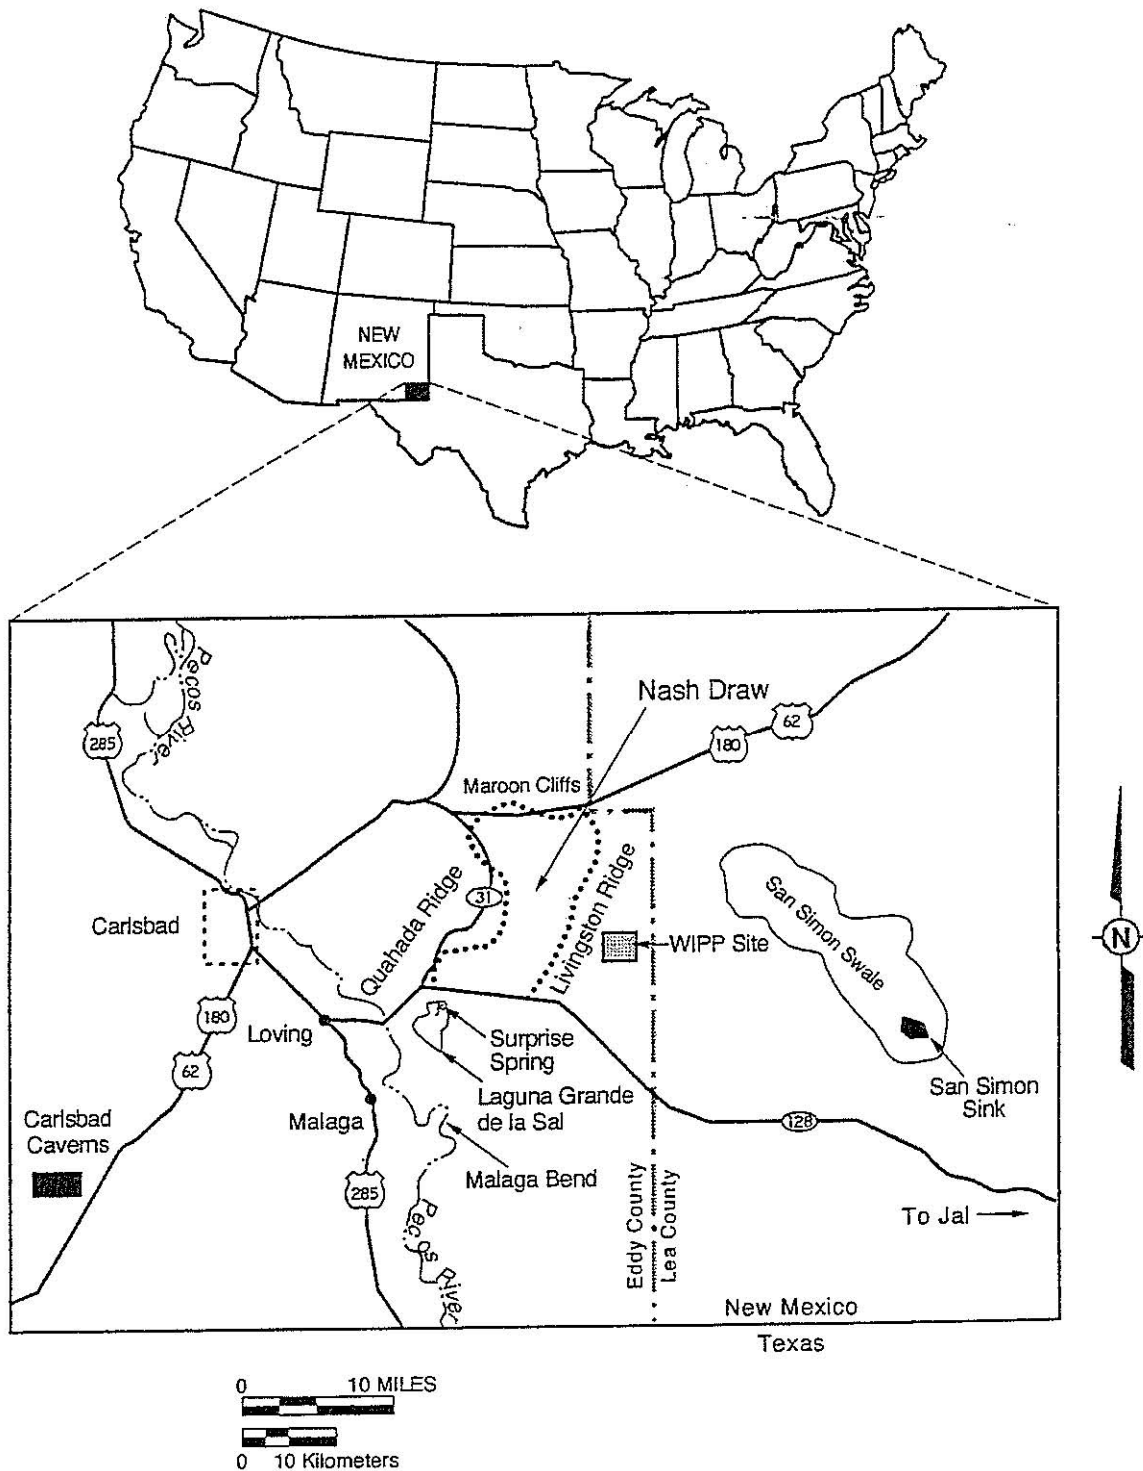 NEW
MEXICO
Pecos River
285
Nash Draw
62
180
Maroon Cliffs
Quahada Ridge
31
Livingston Ridge
San Simon Swale
Carlsbad
WIPP Site
N
180
Loving
Surprise
Spring
62
San Simon
Sink
Laguna Grande
de la Sal
Carlsbad
Caverns
Malaga
128
Malaga Bend
285
Pecos River
Eddy County
Lea County
To Jal
New Mexico
Texas
0 10 MILES
0 10 Kilometers